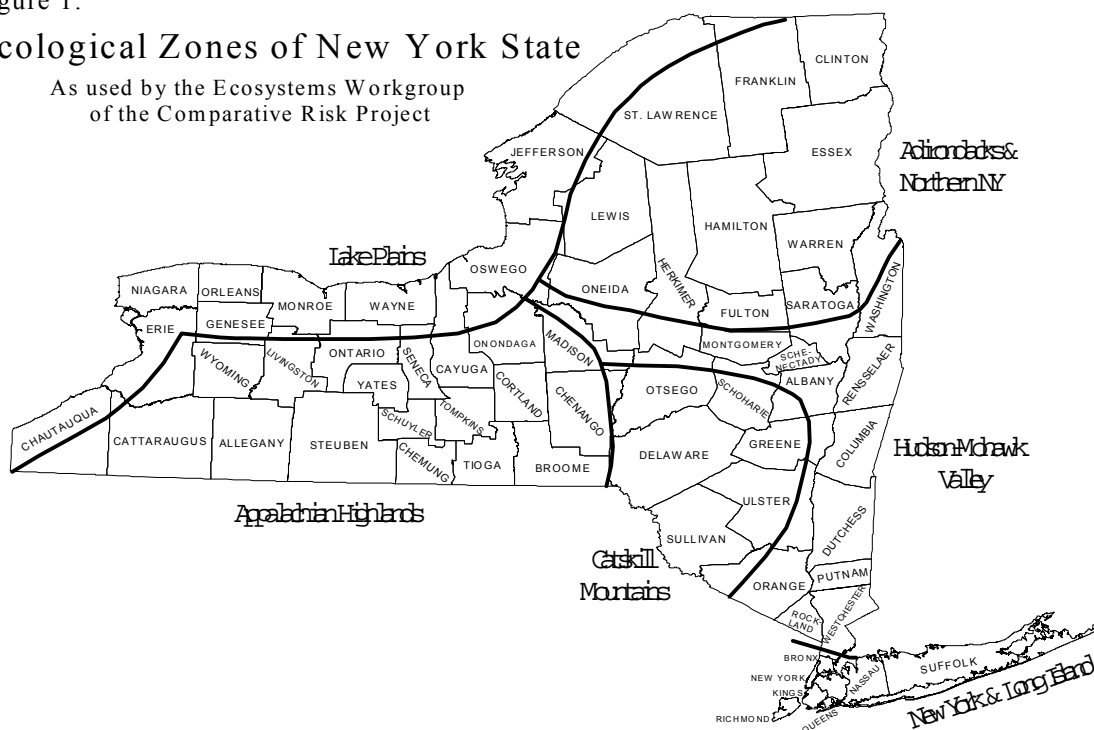 gure 1.
cological Zones of New York State
As used by the Ecosystems Workgroup
of the Comparative Risk Project
CLINTON
FRANKLIN
ST. LAWRENCE
JEFFERSON
ESSEX
Adirondacks &
Northern NY
LEWIS
HAMILTON
WARREN
Lake Plains
OSWEGO
HERKIMER
ONEIDA
WASHINGTON
NIAGARA
ORLEANS
MONROE
WAYNE
FULTON
SARATOGA
ERIE
GENESEE
MONTGOMERY
WYOMING
LIVINGSTON
ONTARIO
SENECA
CAYUGA
ONONDAGA
MADISON
SCHE-
NECTADY
ALBANY
RENSSELAER
YATES
CORTLAND
CHENANGO
OTSEGO
SCHOHARIE
CHAUTAUQUA
CATTARAUGUS
ALLEGANY
STEUBEN
SCHUYLER
TOMPKINS
CHEMUNG
TIOGA
BROOME
DELAWARE
GREENE
COLUMBIA
Hudson-Mohawk
Valley
Appalachian Highlands
ULSTER
SULLIVAN
DUTCHESS
Catskill
Mountains
ORANGE
PUTNAM
ROCK-
LAND
WESTCHESTER
BRONX
NEW YORK
KINGS
RICHMOND
QUEENS
NASSAU
SUFFOLK
New York & Long Island